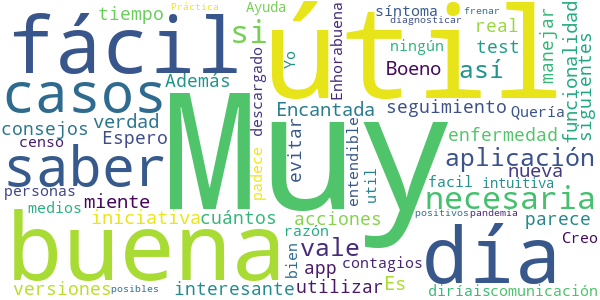 Práctica Ayuda síntoma diagnosticar frenar
tiempo
fácil si útil Yo Enhorabuena ningún real test manejar funcionalidad siguientes
Además descargado Boeno así
casos Encantada seguimiento Quería
consejos verdad
censo Espero evitar entendible enfermedad
saber Muy padece aplicación nueva
personas miente util facil intuitiva
medios iniciativa cuántos acciones necesaria
buena razón positivos pandemia parece
vale bien día Creo
app contagios
versiones posibles interesante utilizar Es diríais comunicación